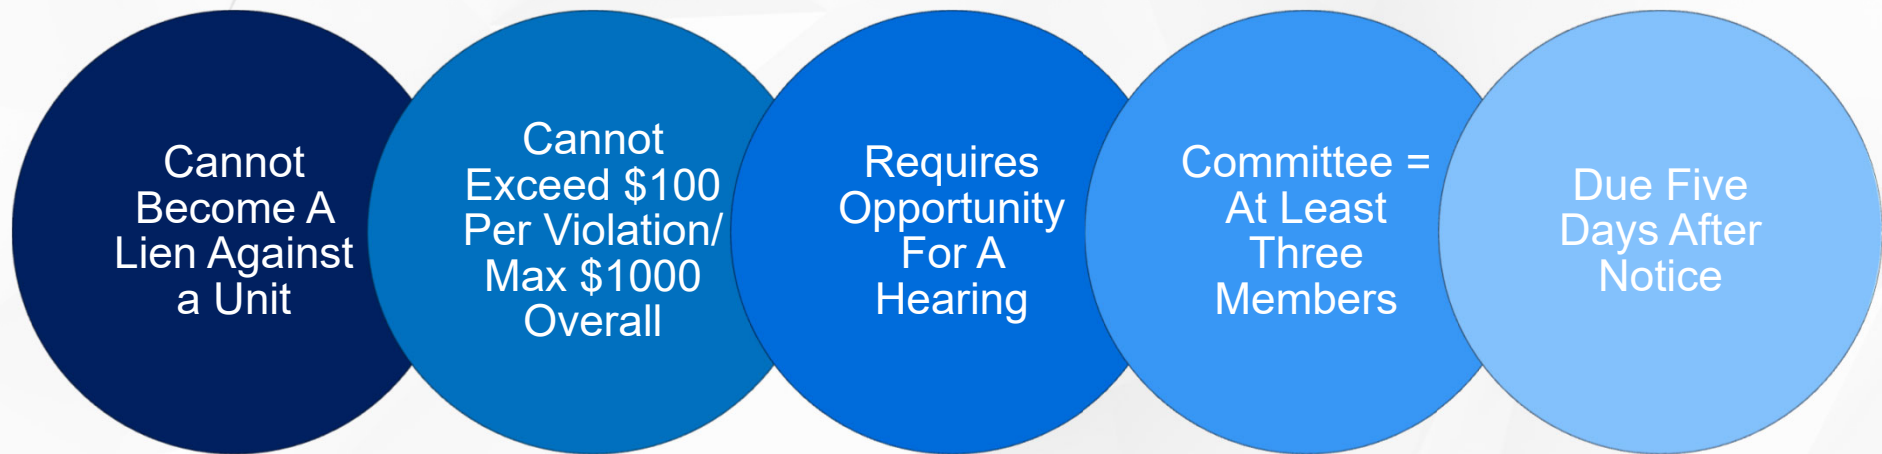 Cannot
Become A
Lien Against
a Unit
Cannot
Exceed $100
Per Violation/
Max $1000
Overall
Requires
Opportunity
For A
Hearing
Committee =
At Least
Three
Members
Due Five
Days After
Notice